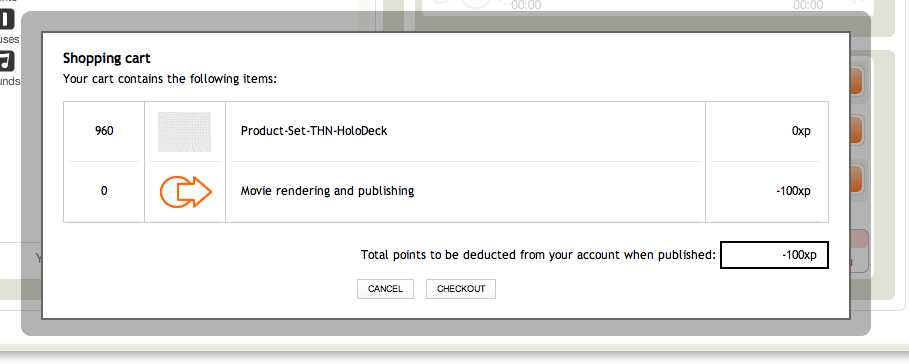 00:00 00:00
uses
unds
Shopping cart
Your cart contains the following items:
960 Product-Set-THN-HoloDeck 0xp
0 Movie rendering and publishing -100xp
Y
Total points to be deducted from your account when published: -100xp
CANCEL CHECKOUT